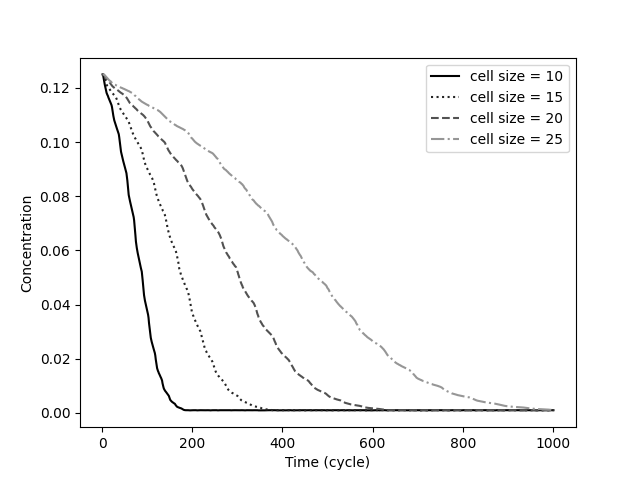 cell size = 10
cell size = 15
cell size = 20
cell size = 25
0.12
0.10
0.08
0.06
0.04
0.02
0.00
Concentration
0 200 400 600 800 1000
Time (cycle)